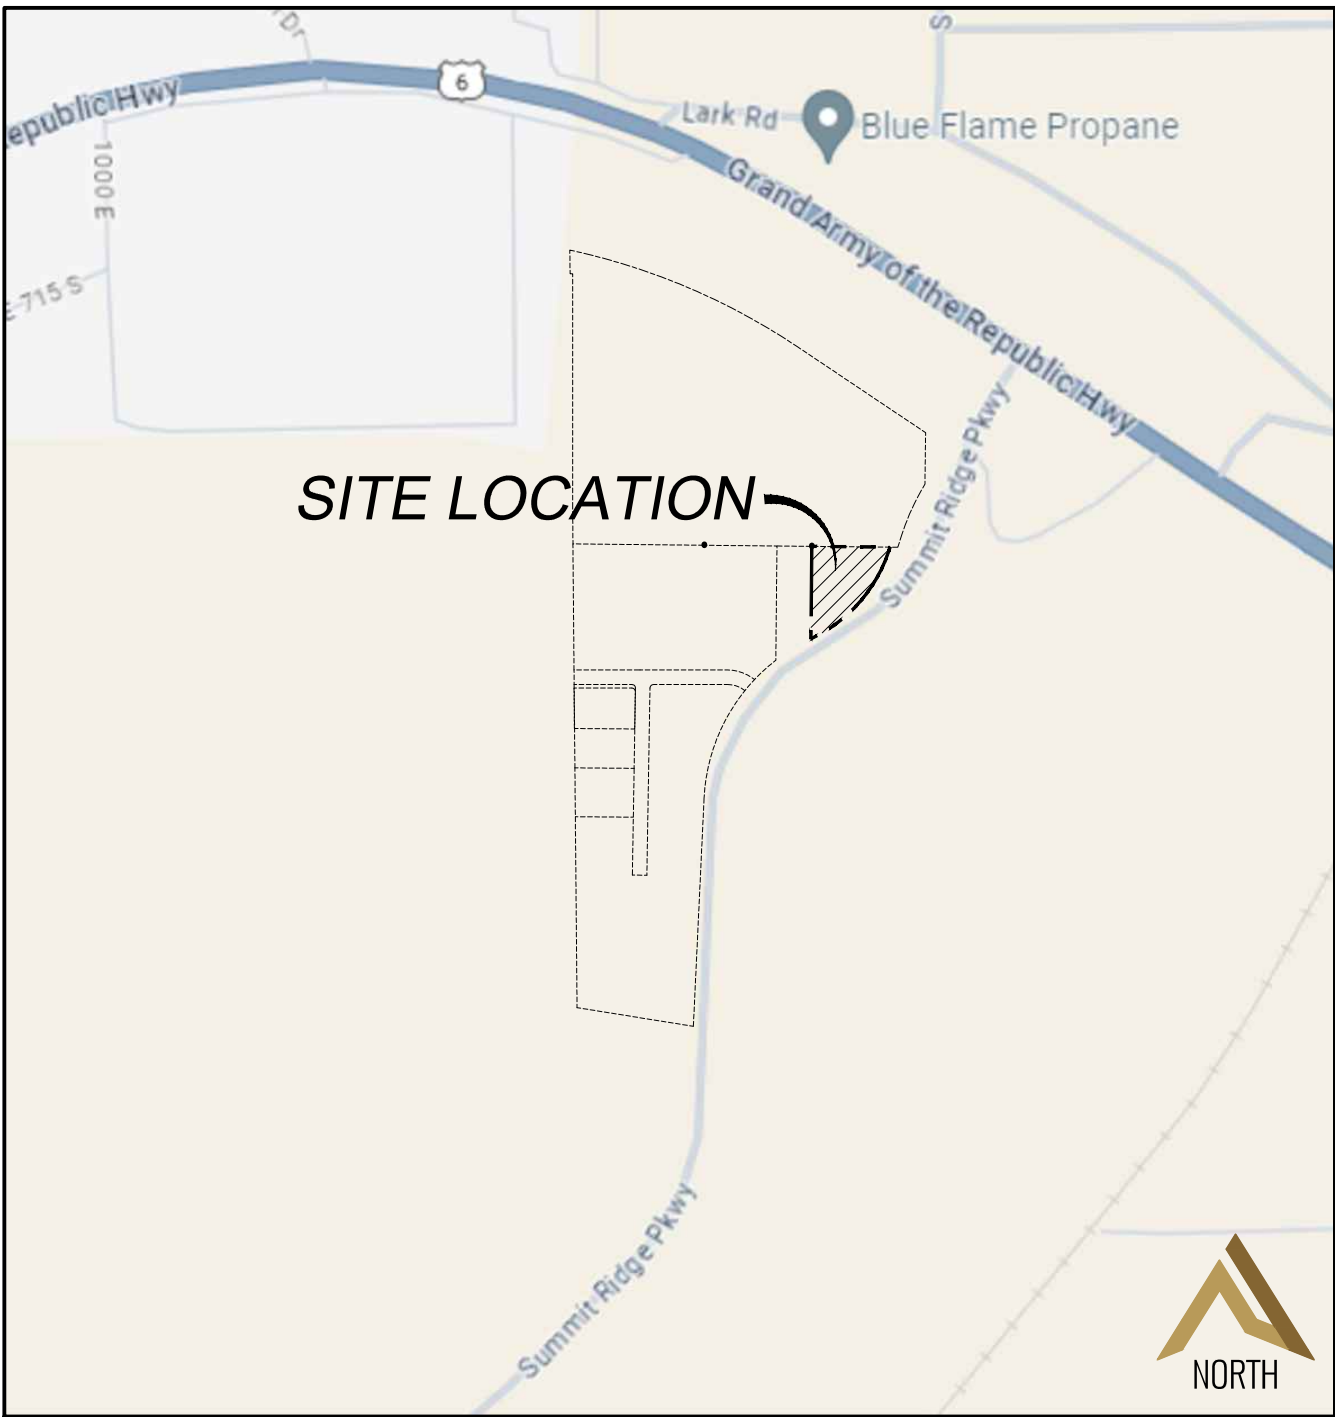 S
6
epublic Hwy
Lark Rd
Blue Flame Propane
1000 E
Grand Army of the Republic Hwy
E 715 S
Summit Ridge Pkwy
SITE LOCATION
Summit Ridge Pkwy
NORTH